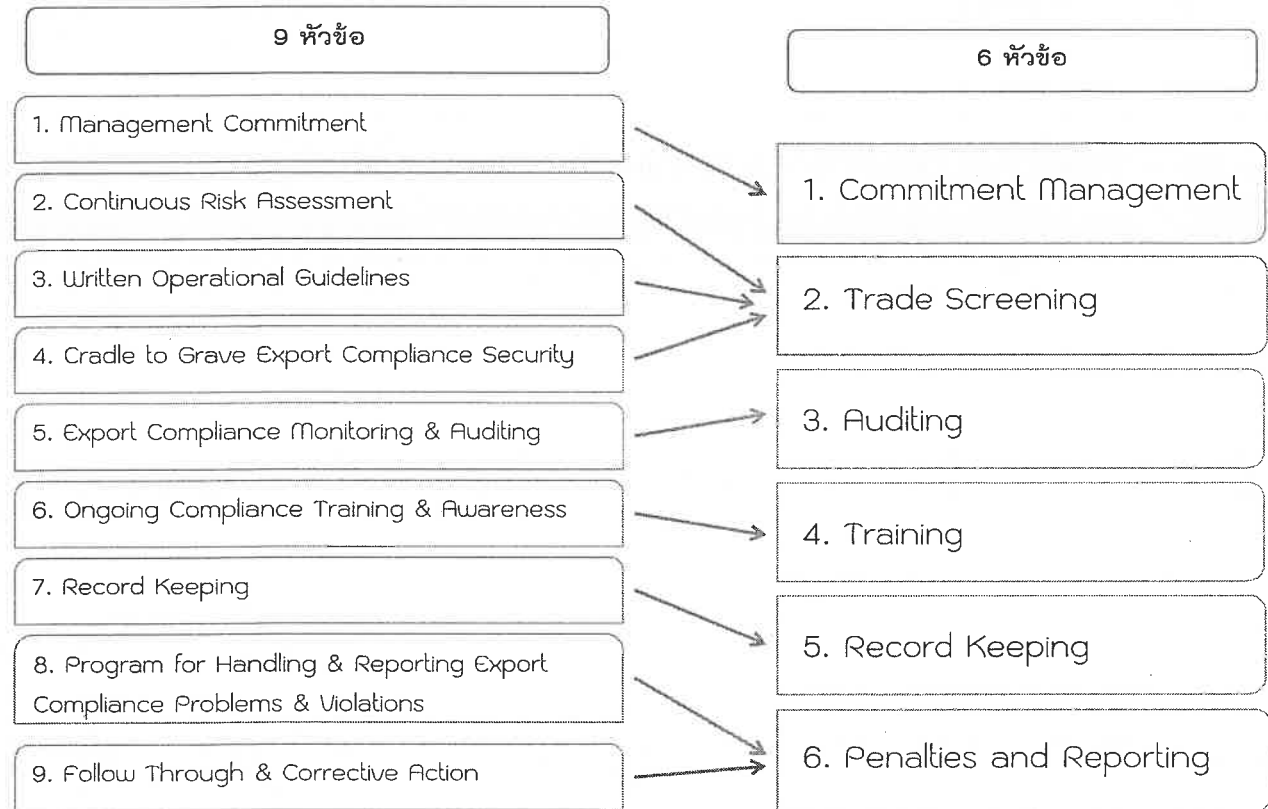 9 หัวข้อ
1. Management Commitment
2. Continuous Risk Assessment
3. Written Operational Guidelines
4. Cradle to Grave Export Compliance Security
5. Export Compliance Monitoring & Auditing
6. Ongoing Compliance Training & Awareness
7. Record Keeping
8. Program for Handling & Reporting Export
Compliance Problems & Violations
9. Follow Through & Corrective Action
6 หัวข้อ
1. Commitment Management
2. Trade Screening
3. Auditing
4. Training
5. Record Keeping
6. Penalties and Reporting